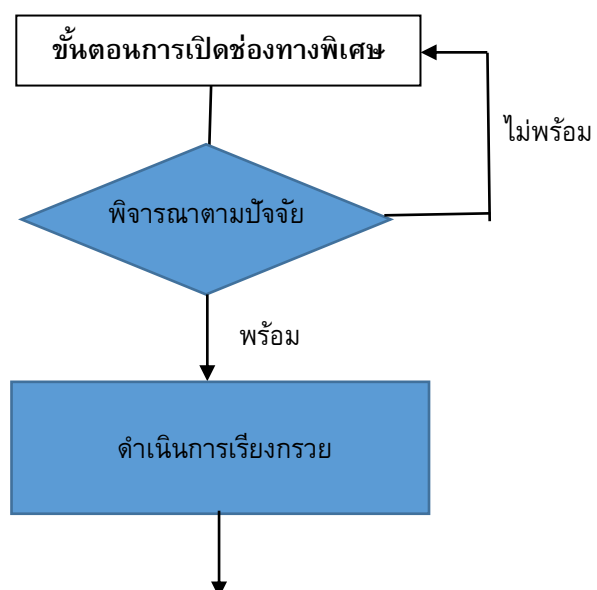 ขั้นตอนการเปิดช่องทางพิเศษ
ไม่พร้อม
พิจารณาตามปัจจัย
พร้อม
ดำเนินการเรียงกรวย